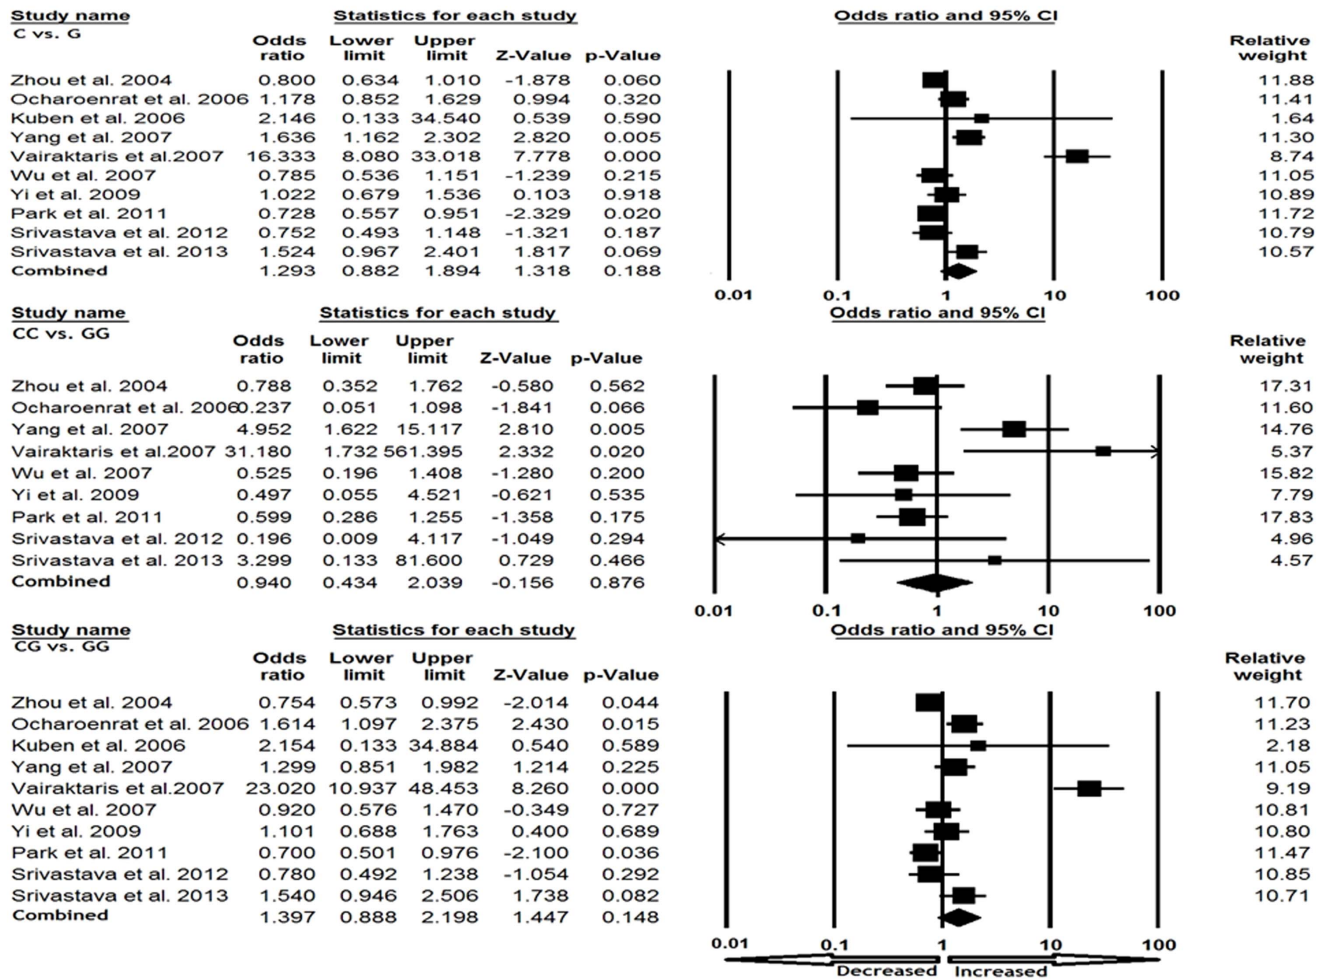 Study name Statistics for each study Odds ratio and 95% CI
C vs. G
Odds ratio Lower limit Upper limit Z-Value p-Value Relative weight
Zhou et al. 2004 0.800 0.634 1.010 -1.878 0.060 11.88
Ocharoenrat et al. 2006 1.178 0.852 1.629 0.994 0.320 11.41
Kuben et al. 2006 2.146 0.133 34.540 0.539 0.590 1.64
Yang et al. 2007 1.636 1.162 2.302 2.820 0.005 11.30
Vairaktaris et al.2007 16.333 8.080 33.018 7.778 0.000 8.74
Wu et al. 2007 0.785 0.536 1.151 -1.239 0.215 11.05
Yi et al. 2009 1.022 0.679 1.536 0.103 0.918 10.89
Park et al. 2011 0.728 0.557 0.951 -2.329 0.020 11.72
Srivastava et al. 2012 0.752 0.493 1.148 -1.321 0.187 10.79
Srivastava et al. 2013 1.524 0.967 2.401 1.817 0.069 10.57
Combined 1.293 0.882 1.894 1.318 0.188
0.01 0.1 1 10 100
Study name Statistics for each study Odds ratio and 95% CI
CC vs. GG
Odds ratio Lower limit Upper limit Z-Value p-Value Relative weight
Zhou et al. 2004 0.788 0.352 1.762 -0.580 0.562 17.31
Ocharoenrat et al. 2006 0.237 0.051 1.098 -1.841 0.066 11.60
Yang et al. 2007 4.952 1.622 15.117 2.810 0.005 14.76
Vairaktaris et al.2007 31.180 1.732 561.395 2.332 0.020 5.37
Wu et al. 2007 0.525 0.196 1.408 -1.280 0.200 15.82
Yi et al. 2009 0.497 0.055 4.521 -0.621 0.535 7.79
Park et al. 2011 0.599 0.286 1.255 -1.358 0.175 17.83
Srivastava et al. 2012 0.196 0.009 4.117 -1.049 0.294 4.96
Srivastava et al. 2013 3.299 0.133 81.600 0.729 0.466 4.57
Combined 0.940 0.434 2.039 -0.156 0.876
0.01 0.1 1 10 100
Study name Statistics for each study Odds ratio and 95% CI
CG vs. GG
Odds ratio Lower limit Upper limit Z-Value p-Value Relative weight
Zhou et al. 2004 0.754 0.573 0.992 -2.014 0.044 11.70
Ocharoenrat et al. 2006 1.614 1.097 2.375 2.430 0.015 11.23
Kuben et al. 2006 2.154 0.133 34.884 0.540 0.589 2.18
Yang et al. 2007 1.299 0.851 1.982 1.214 0.225 11.05
Vairaktaris et al.2007 23.020 10.937 48.453 8.260 0.000 9.19
Wu et al. 2007 0.920 0.576 1.470 -0.349 0.727 10.81
Yi et al. 2009 1.101 0.688 1.763 0.400 0.689 10.80
Park et al. 2011 0.700 0.501 0.976 -2.100 0.036 11.47
Srivastava et al. 2012 0.780 0.492 1.238 -1.054 0.292 10.85
Srivastava et al. 2013 1.540 0.946 2.506 1.738 0.082 10.71
Combined 1.397 0.888 2.198 1.447 0.148
0.01 0.1 1 10 100
Decreased Increased